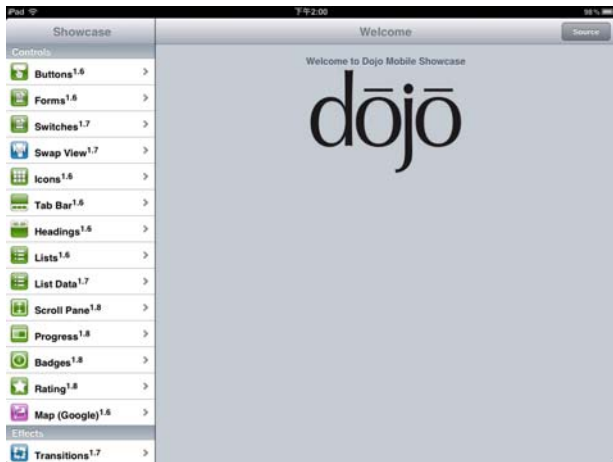 iPad 下午2:00 98%
Showcase Welcome Source
Controls
Welcome to Dojo Mobile Showcase
dōjō
Buttons1.6
Forms1.6
Switches1.7
Swap View1.7
Icons1.6
Tab Bar1.6
Headings1.6
Lists1.6
List Data1.7
Scroll Pane1.8
Progress1.8
Badges1.8
Rating1.8
Map (Google)1.6
Effects
Transitions1.7